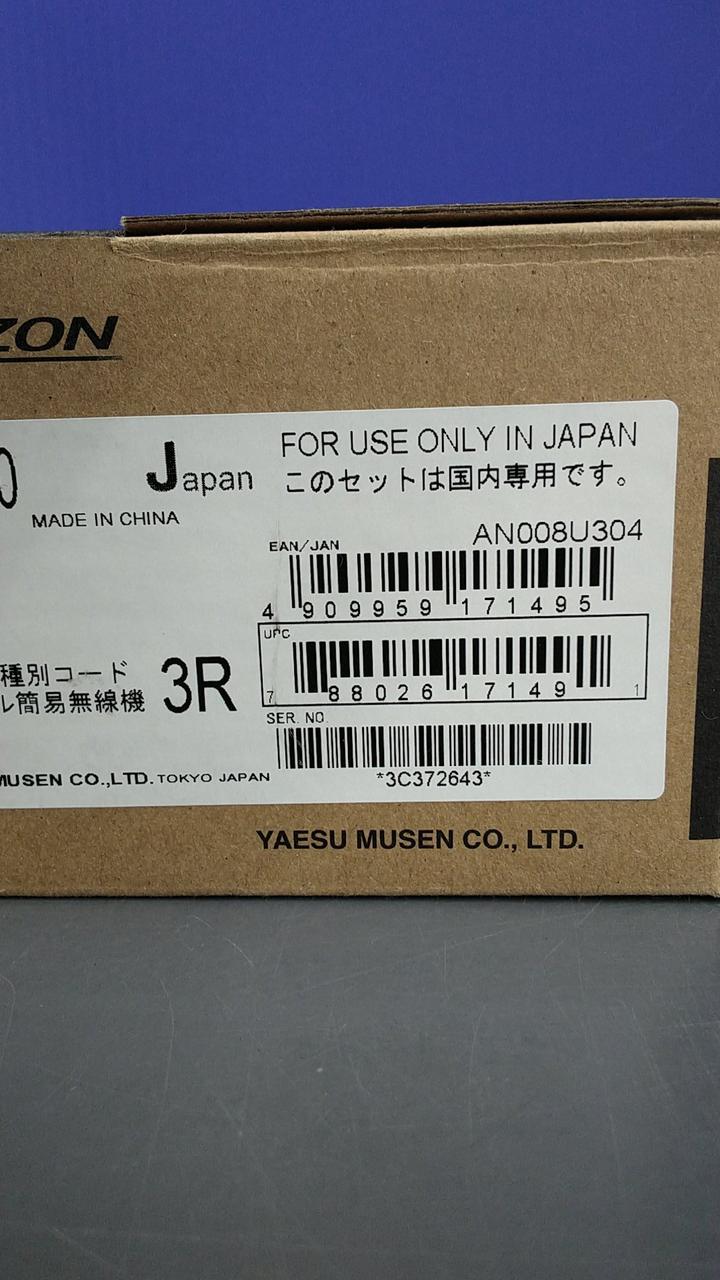 ZON
0 Japan FOR USE ONLY IN JAPAN
このセットは国内専用です。
MADE IN CHINA
AN008U304
EAN/JAN
4 909959 171495
UPC
7 88026 17149 1
種別コード
ル簡易無線機 3R
SER. NO.
*3C372643*
MUSEN CO.,LTD. TOKYO JAPAN
YAESU MUSEN CO., LTD.